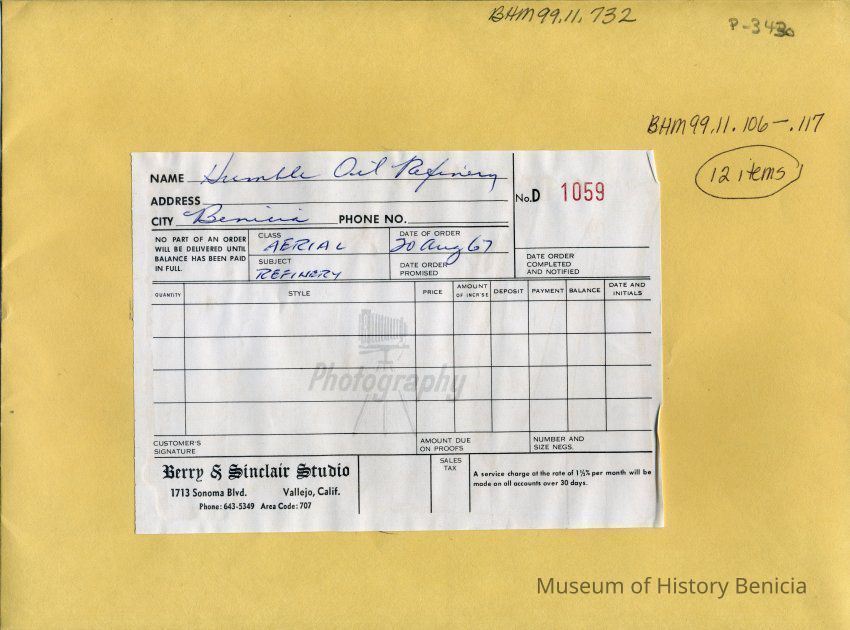 BHM99.11.732
BHM99.11.106-.117
12 items
NAME Humble Oil Refinery
ADDRESS
CITY Benicia PHONE NO.
No. D 1059
NO PART OF AN ORDER
WILL BE DELIVERED UNTIL
BALANCE HAS BEEN PAID
IN FULL.
CLASS
AERIAL
SUBJECT
REFINERY
DATE OF ORDER
20 Aug 67
DATE ORDER
PROMISED
DATE ORDER
COMPLETED
AND NOTIFIED
QUANTITY STYLE PRICE AMOUNT OF INCR'SE DEPOSIT PAYMENT BALANCE DATE AND INITIALS
Photography
CUSTOMER'S
SIGNATURE
AMOUNT DUE
ON PROOFS
NUMBER AND
SIZE NEGS.
Berry & Sinclair Studio
1713 Sonoma Blvd. Vallejo, Calif.
Phone: 643-5349 Area Code: 707
SALES
TAX
A service charge at the rate of 1½% per month will be
made on all accounts over 30 days.
Museum of History Benicia